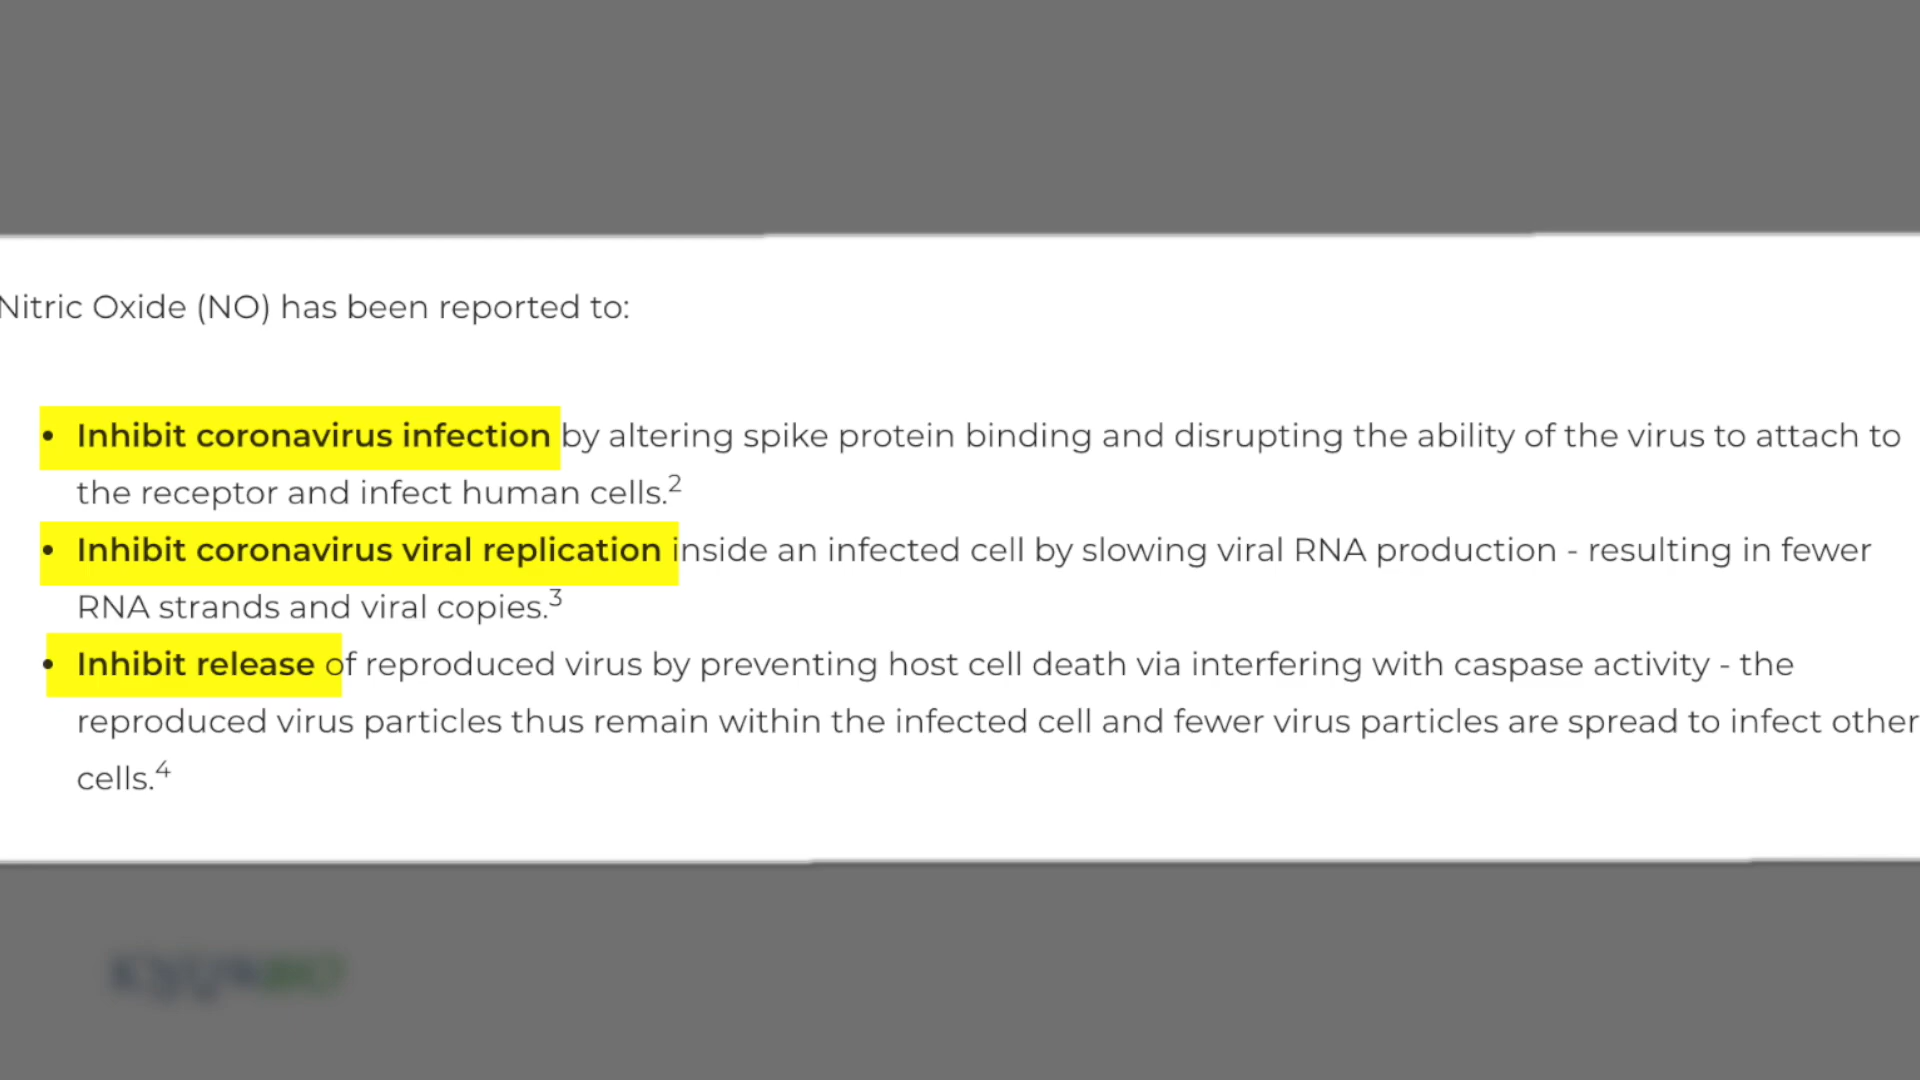 Nitric Oxide (NO) has been reported to:
• Inhibit coronavirus infection by altering spike protein binding and disrupting the ability of the virus to attach to
the receptor and infect human cells.²
• Inhibit coronavirus viral replication inside an infected cell by slowing viral RNA production - resulting in fewer
RNA strands and viral copies.³
• Inhibit release of reproduced virus by preventing host cell death via interfering with caspase activity - the
reproduced virus particles thus remain within the infected cell and fewer virus particles are spread to infect other
cells.⁴